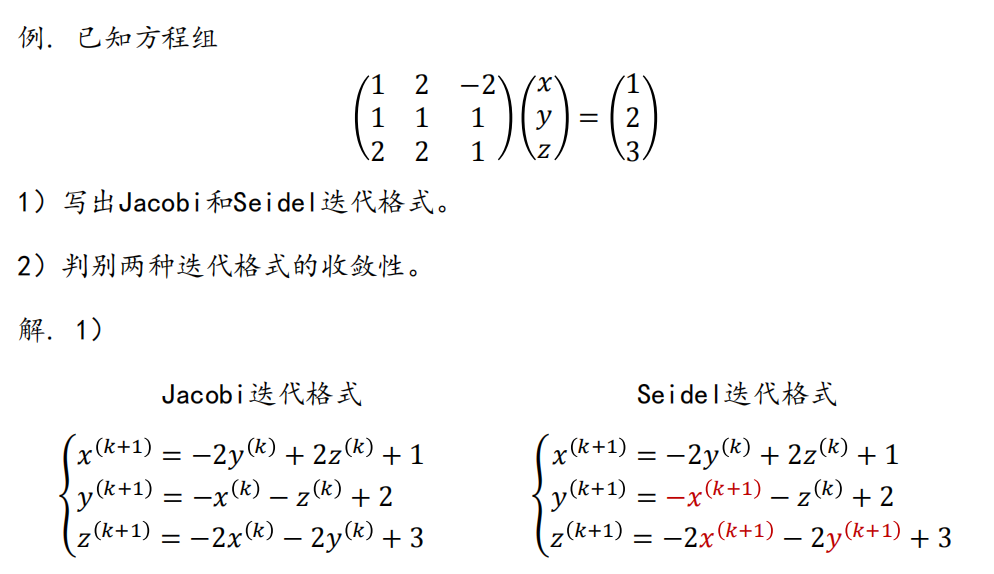 例. 已知方程组
$$\begin{pmatrix} 1 & 2 & -2 \\ 1 & 1 & 1 \\ 2 & 2 & 1 \end{pmatrix} \begin{pmatrix} x \\ y \\ z \end{pmatrix} = \begin{pmatrix} 1 \\ 2 \\ 3 \end{pmatrix}$$
1）写出Jacobi和Seidel迭代格式。
2）判别两种迭代格式的收敛性。
解. 1）
Jacobi迭代格式
$$\begin{cases} x^{(k+1)} = -2y^{(k)} + 2z^{(k)} + 1 \\ y^{(k+1)} = -x^{(k)} - z^{(k)} + 2 \\ z^{(k+1)} = -2x^{(k)} - 2y^{(k)} + 3 \end{cases}$$
Seidel迭代格式
$$\begin{cases} x^{(k+1)} = -2y^{(k)} + 2z^{(k)} + 1 \\ y^{(k+1)} = -x^{(k+1)} - z^{(k)} + 2 \\ z^{(k+1)} = -2x^{(k+1)} - 2y^{(k+1)} + 3 \end{cases}$$